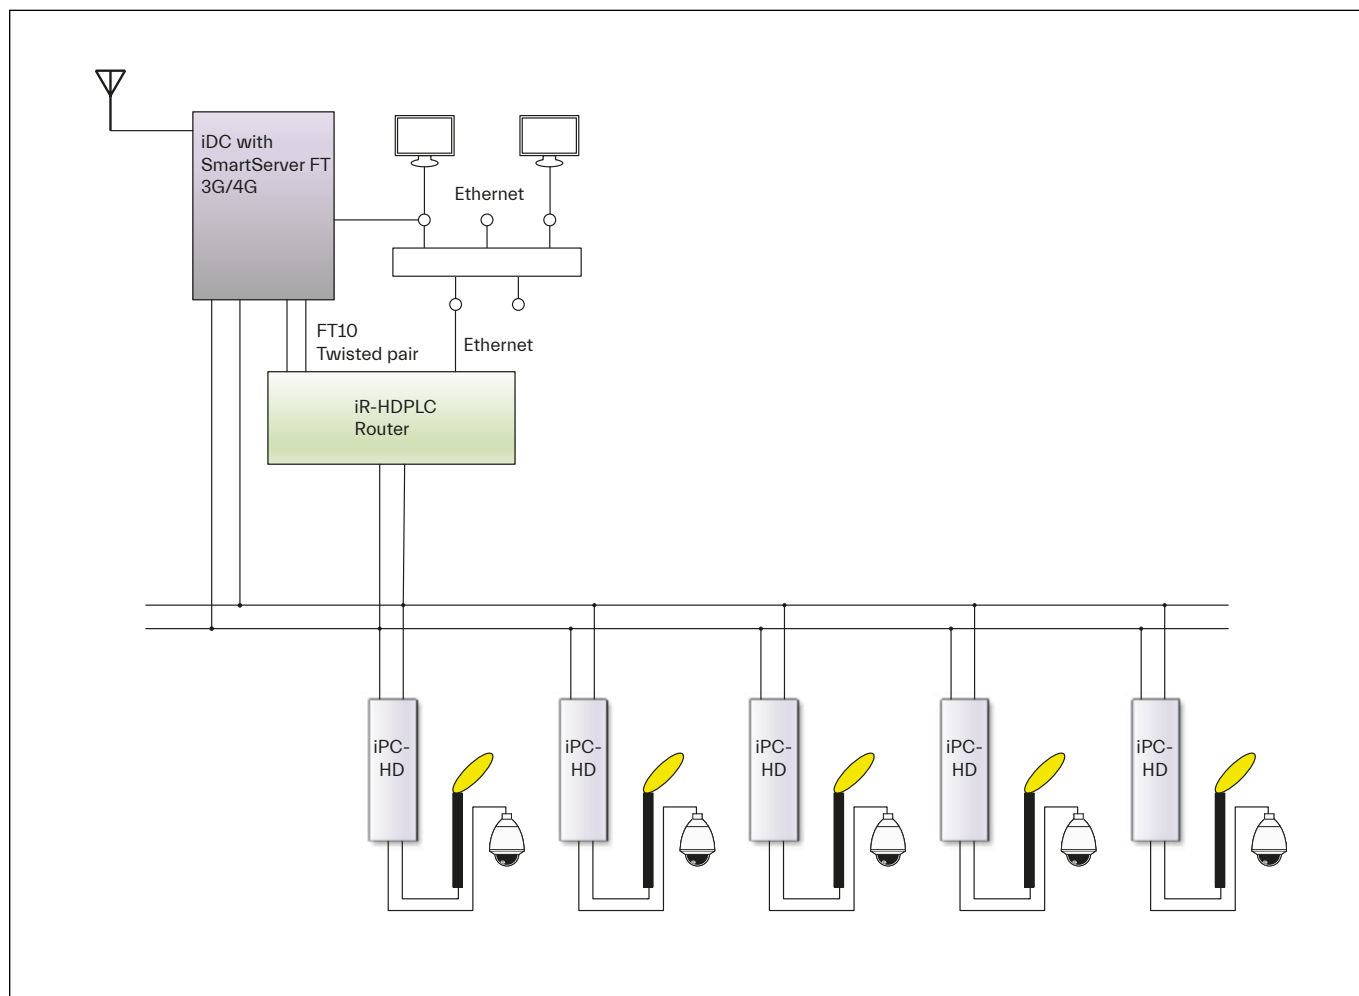 iDC with
SmartServer FT
3G/4G
Ethernet
FT10
Twisted pair
Ethernet
iR-HDPLC
Router
iPC-
HD
iPC-
HD
iPC-
HD
iPC-
HD
iPC-
HD